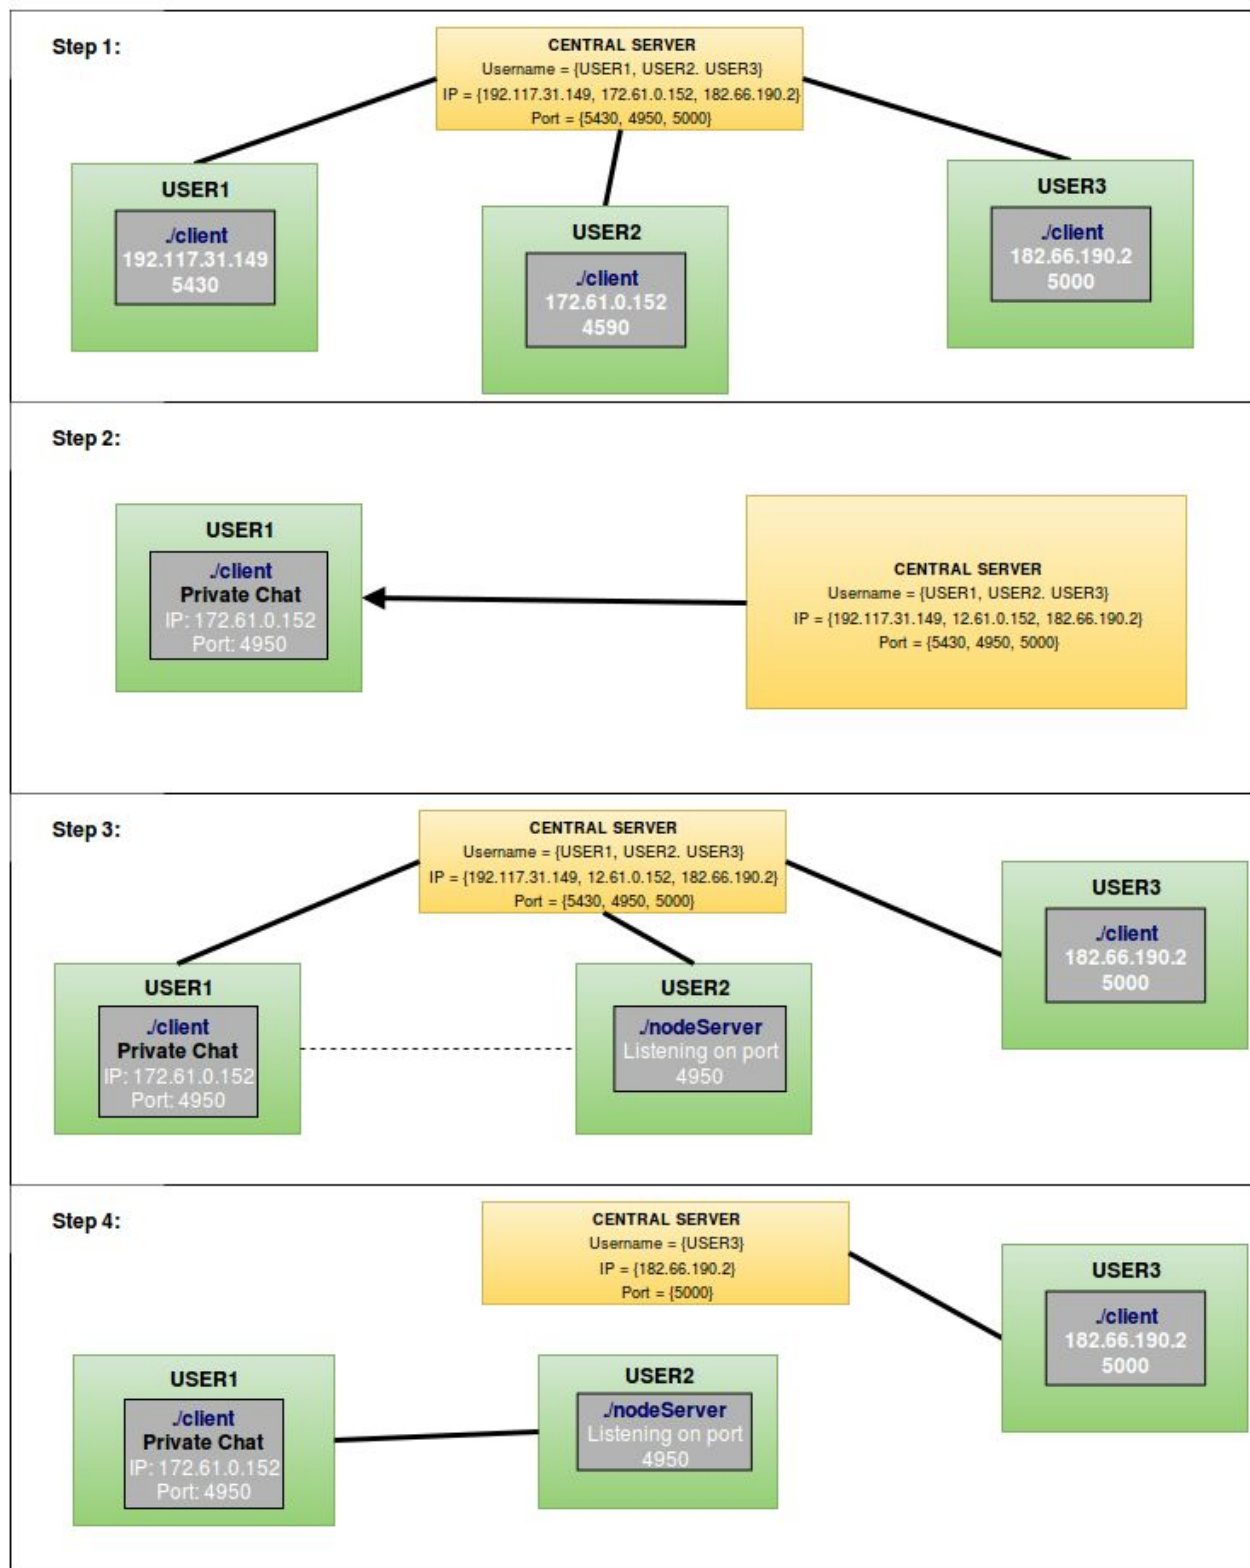 Step 1:
CENTRAL SERVER
Username = {USER1, USER2. USER3}
IP = {192.117.31.149, 172.61.0.152, 182.66.190.2}
Port = {5430, 4950, 5000}
USER1
./client
192.117.31.149
5430
USER2
./client
172.61.0.152
4590
USER3
./client
182.66.190.2
5000
Step 2:
USER1
./client
Private Chat
IP: 172.61.0.152
Port: 4950
CENTRAL SERVER
Username = {USER1, USER2. USER3}
IP = {192.117.31.149, 12.61.0.152, 182.66.190.2}
Port = {5430, 4950, 5000}
Step 3:
CENTRAL SERVER
Username = {USER1, USER2. USER3}
IP = {192.117.31.149, 12.61.0.152, 182.66.190.2}
Port = {5430, 4950, 5000}
USER1
./client
Private Chat
IP: 172.61.0.152
Port: 4950
USER2
./nodeServer
Listening on port
4950
USER3
./client
182.66.190.2
5000
Step 4:
CENTRAL SERVER
Username = {USER3}
IP = {182.66.190.2}
Port = {5000}
USER1
./client
Private Chat
IP: 172.61.0.152
Port: 4950
USER2
./nodeServer
Listening on port
4950
USER3
./client
182.66.190.2
5000